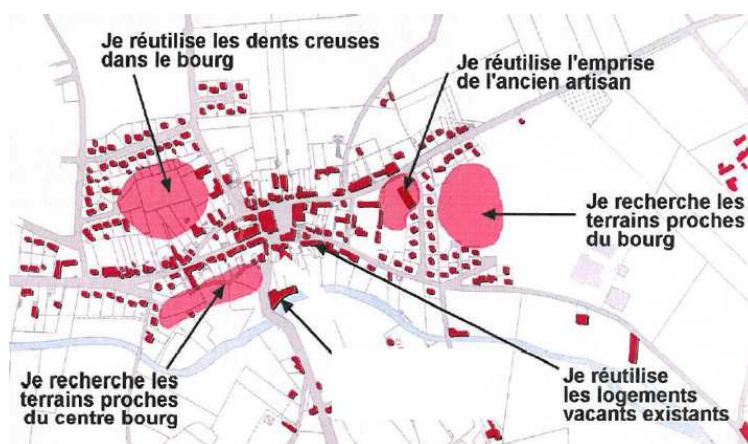 Je réutilise les dents creuses
dans le bourg
Je réutilise l'emprise
de l'ancien artisan
Je recherche les
terrains proches
du bourg
Je recherche les
terrains proches
du centre bourg
Je réutilise
les logements
vacants existants